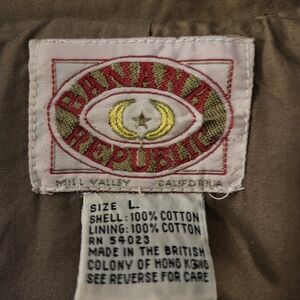 BANANA
REPUBLIC
MILL VALLEY CALIFORNIA
SIZE L.
SHELL: 100% COTTON
LINING: 100% COTTON
RN 54023
MADE IN THE BRITISH
COLONY OF HONG KONG
SEE REVERSE FOR CARE